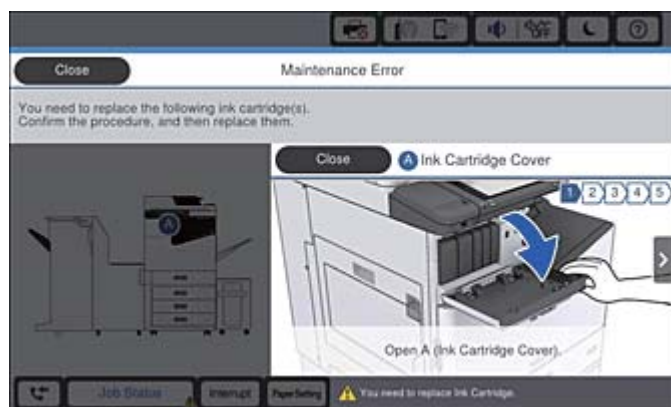 OFF
Close
Maintenance Error
You need to replace the following ink cartridge(s).
Confirm the procedure, and then replace them.
Close
A Ink Cartridge Cover
1 2 3 4 5
A
Open A (Ink Cartridge Cover).
Job Status
Interrupt
Paper Setting
You need to replace Ink Cartridge.